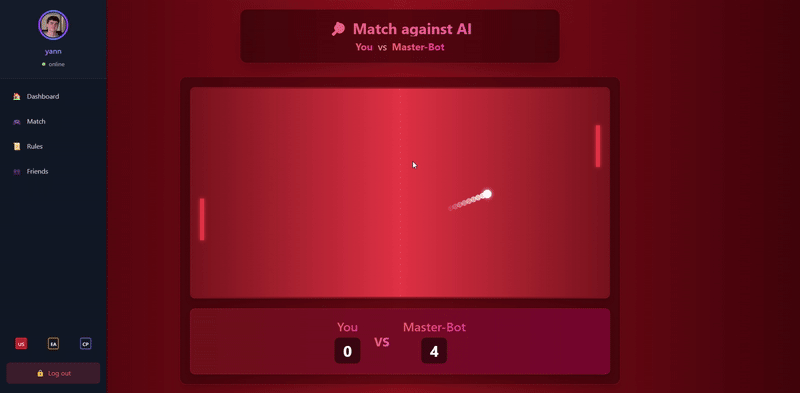 yann
online
Dashboard
Match
Rules
Friends
US EA CP
Log out
Match against AI
You vs Master-Bot
You VS Master-Bot
0 4